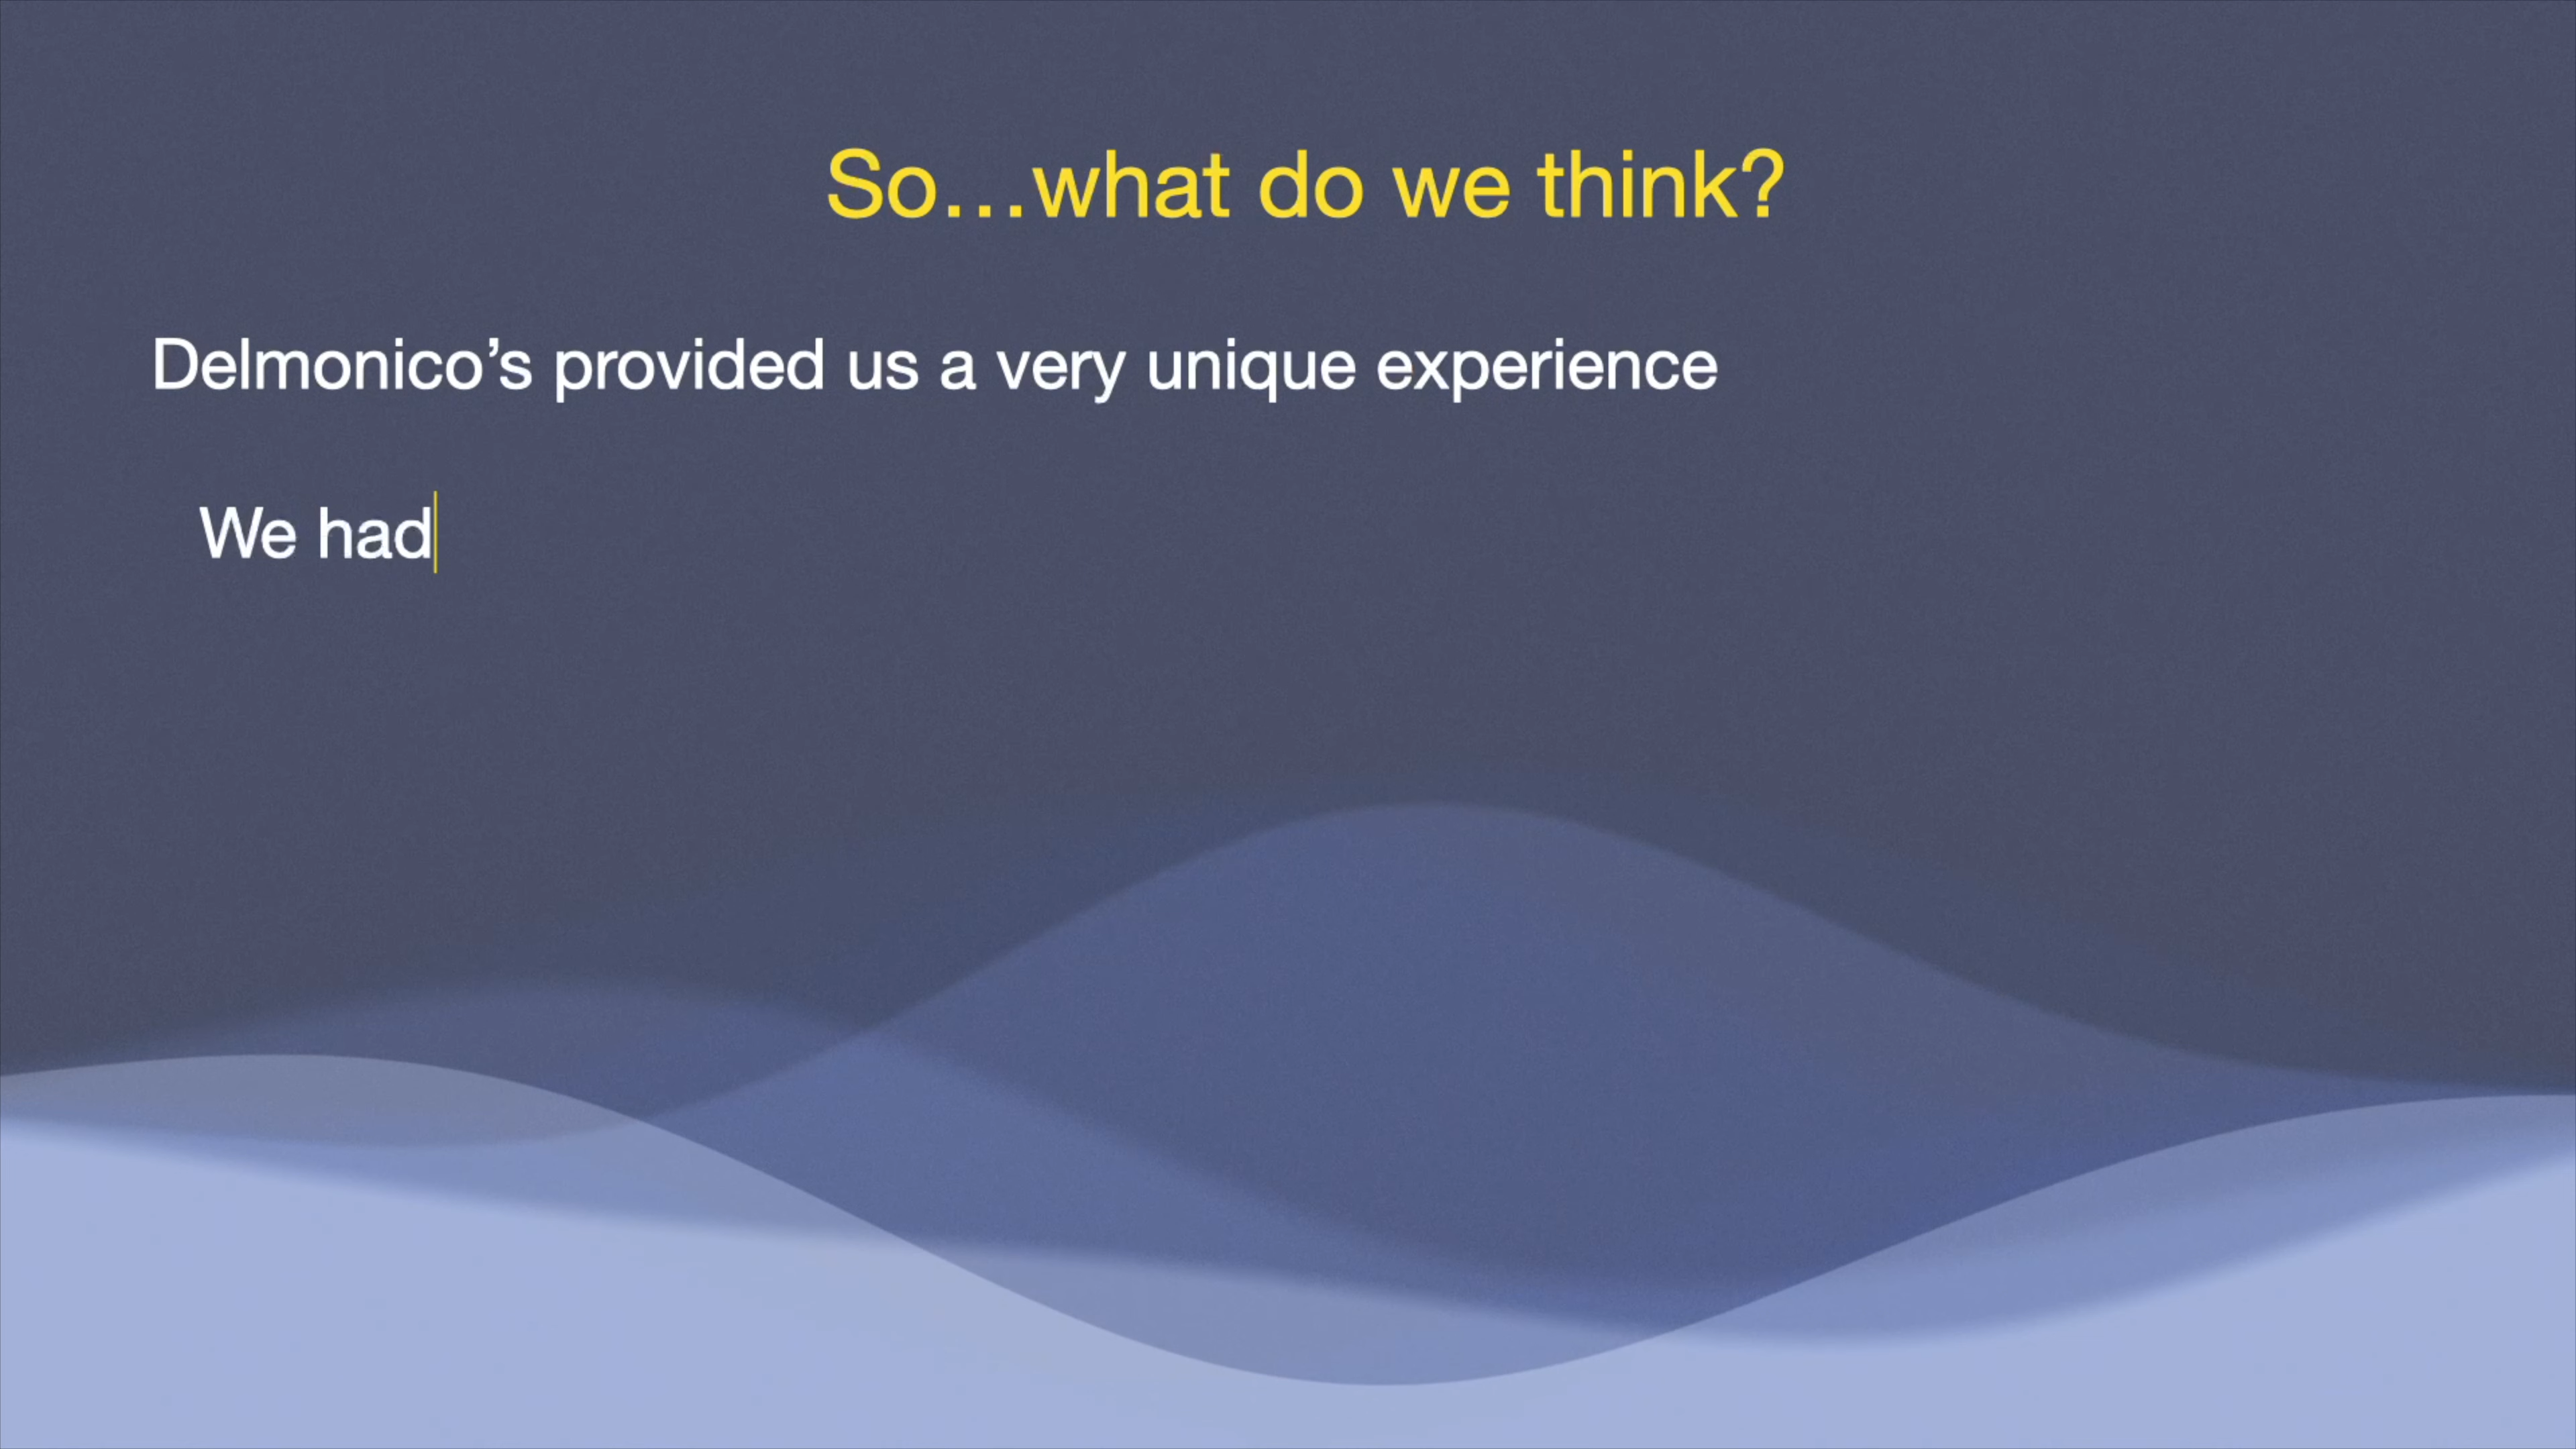 So...what do we think?
Delmonico’s provided us a very unique experience
We had